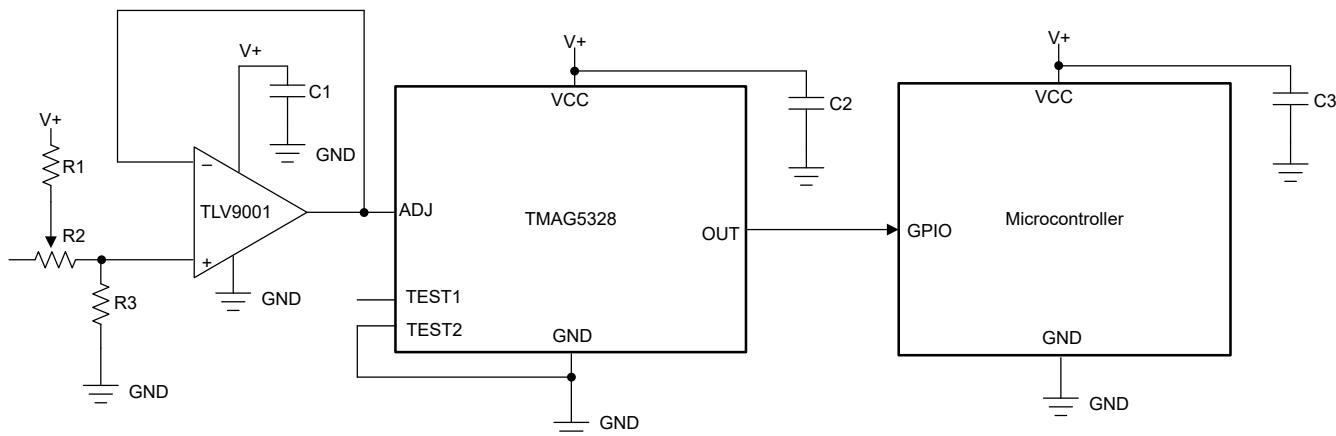 V+
V+
V+
C1
VCC
C2
VCC
C3
V+
GND
R1
−
TLV9001
ADJ
TMAG5328
Microcontroller
R2
OUT
GPIO
+
R3
GND
TEST1
TEST2
GND
GND
GND
GND
GND